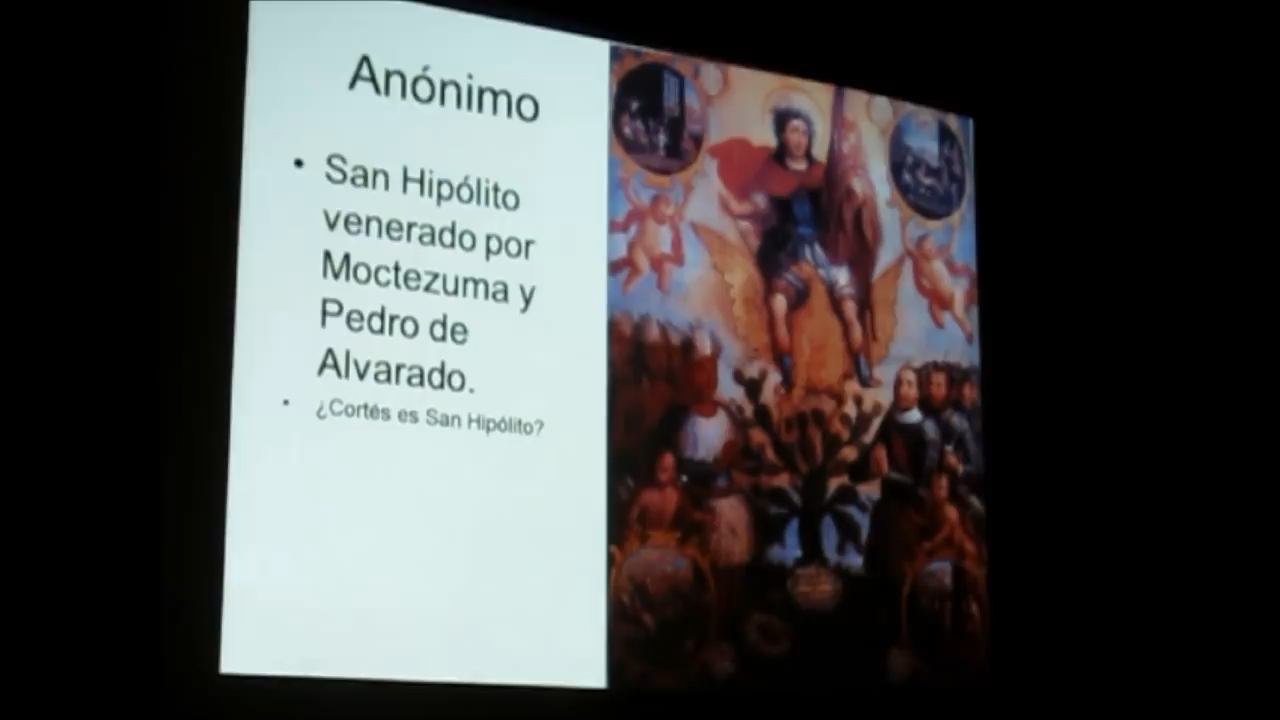 Anónimo
• San Hipólito
venerado por
Moctezuma y
Pedro de
Alvarado.
• ¿Cortés es San Hipólito?